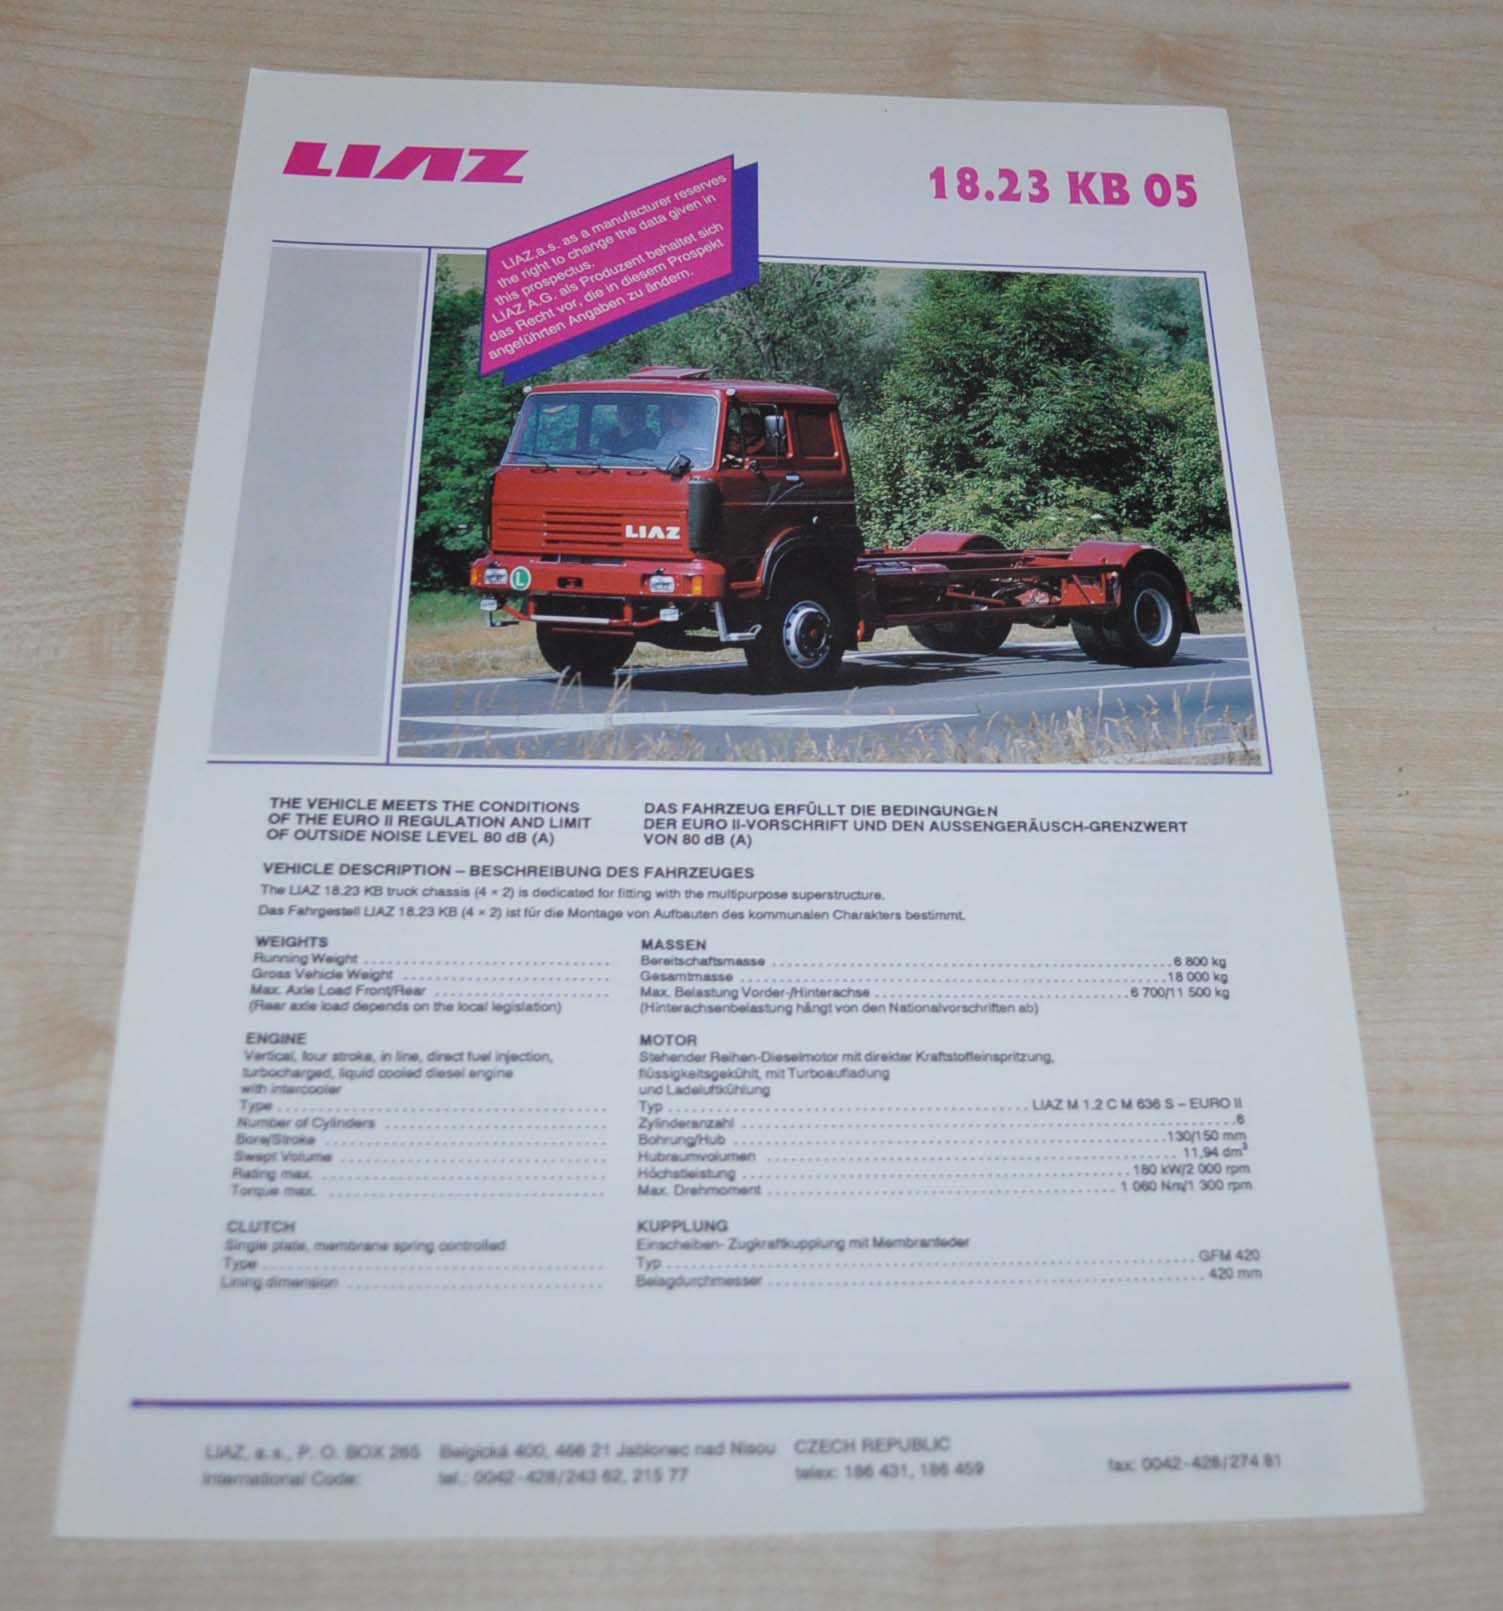 LIAZ
18.23 KB 05
LIAZ,a.s. as a manufacturer reserves
the right to change the data given in
this prospectus.
LIAZ A.G. als Produzent behaltet sich
das Recht vor, die in diesem Prospekt
angeführten Angaben zu ändern.
LIAZ
L
THE VEHICLE MEETS THE CONDITIONS
OF THE EURO II REGULATION AND LIMIT
OF OUTSIDE NOISE LEVEL 80 dB (A)
DAS FAHRZEUG ERFÜLLT DIE BEDINGUNGEN
DER EURO II-VORSCHRIFT UND DEN AUSSENGERÄUSCH-GRENZWERT
VON 80 dB (A)
VEHICLE DESCRIPTION – BESCHREIBUNG DES FAHRZEUGES
The LIAZ 18.23 KB truck chassis (4 × 2) is dedicated for fitting with the multipurpose superstructure.
Das Fahrgestell LIAZ 18.23 KB (4 × 2) ist für die Montage von Aufbauten des kommunalen Charakters bestimmt.
WEIGHTS MASSEN
Running Weight Bereitschaftsmasse 6 800 kg
Gross Vehicle Weight Gesamtmasse 18 000 kg
Max. Axle Load Front/Rear Max. Belastung Vorder-/Hinterachse 6 700/11 500 kg
(Rear axle load depends on the local legislation) (Hinterachsenbelastung hängt von den Nationalvorschriften ab)
ENGINE MOTOR
Vertical, four stroke, in line, direct fuel injection, Stehender Reihen-Dieselmotor mit direkter Kraftstoffeinspritzung,
turbocharged, liquid cooled diesel engine flüssigkeitsgekühlt, mit Turboaufladung
with intercooler und Ladeluftkühlung
Type Typ LIAZ M 1.2 C M 636 S – EURO II
Number of Cylinders Zylinderanzahl 6
Bore/Stroke Bohrung/Hub 130/150 mm
Swept Volume Hubraumvolumen 11,94 dm³
Rating max. Höchstleistung 180 kW/2 000 rpm
Torque max. Max. Drehmoment 1 060 Nm/1 300 rpm
CLUTCH KUPPLUNG
Single plate, membrane spring controlled Einscheiben- Zugkraftkupplung mit Membranfeder
Type Typ GFM 420
Lining dimension Belagdurchmesser 420 mm
LIAZ, a. s., P. O. BOX 265 Belgická 400, 466 21 Jablonec nad Nisou CZECH REPUBLIC
International Code: tel.: 0042-428/243 62, 215 77 telex: 186 431, 186 459 fax: 0042-428/274 81